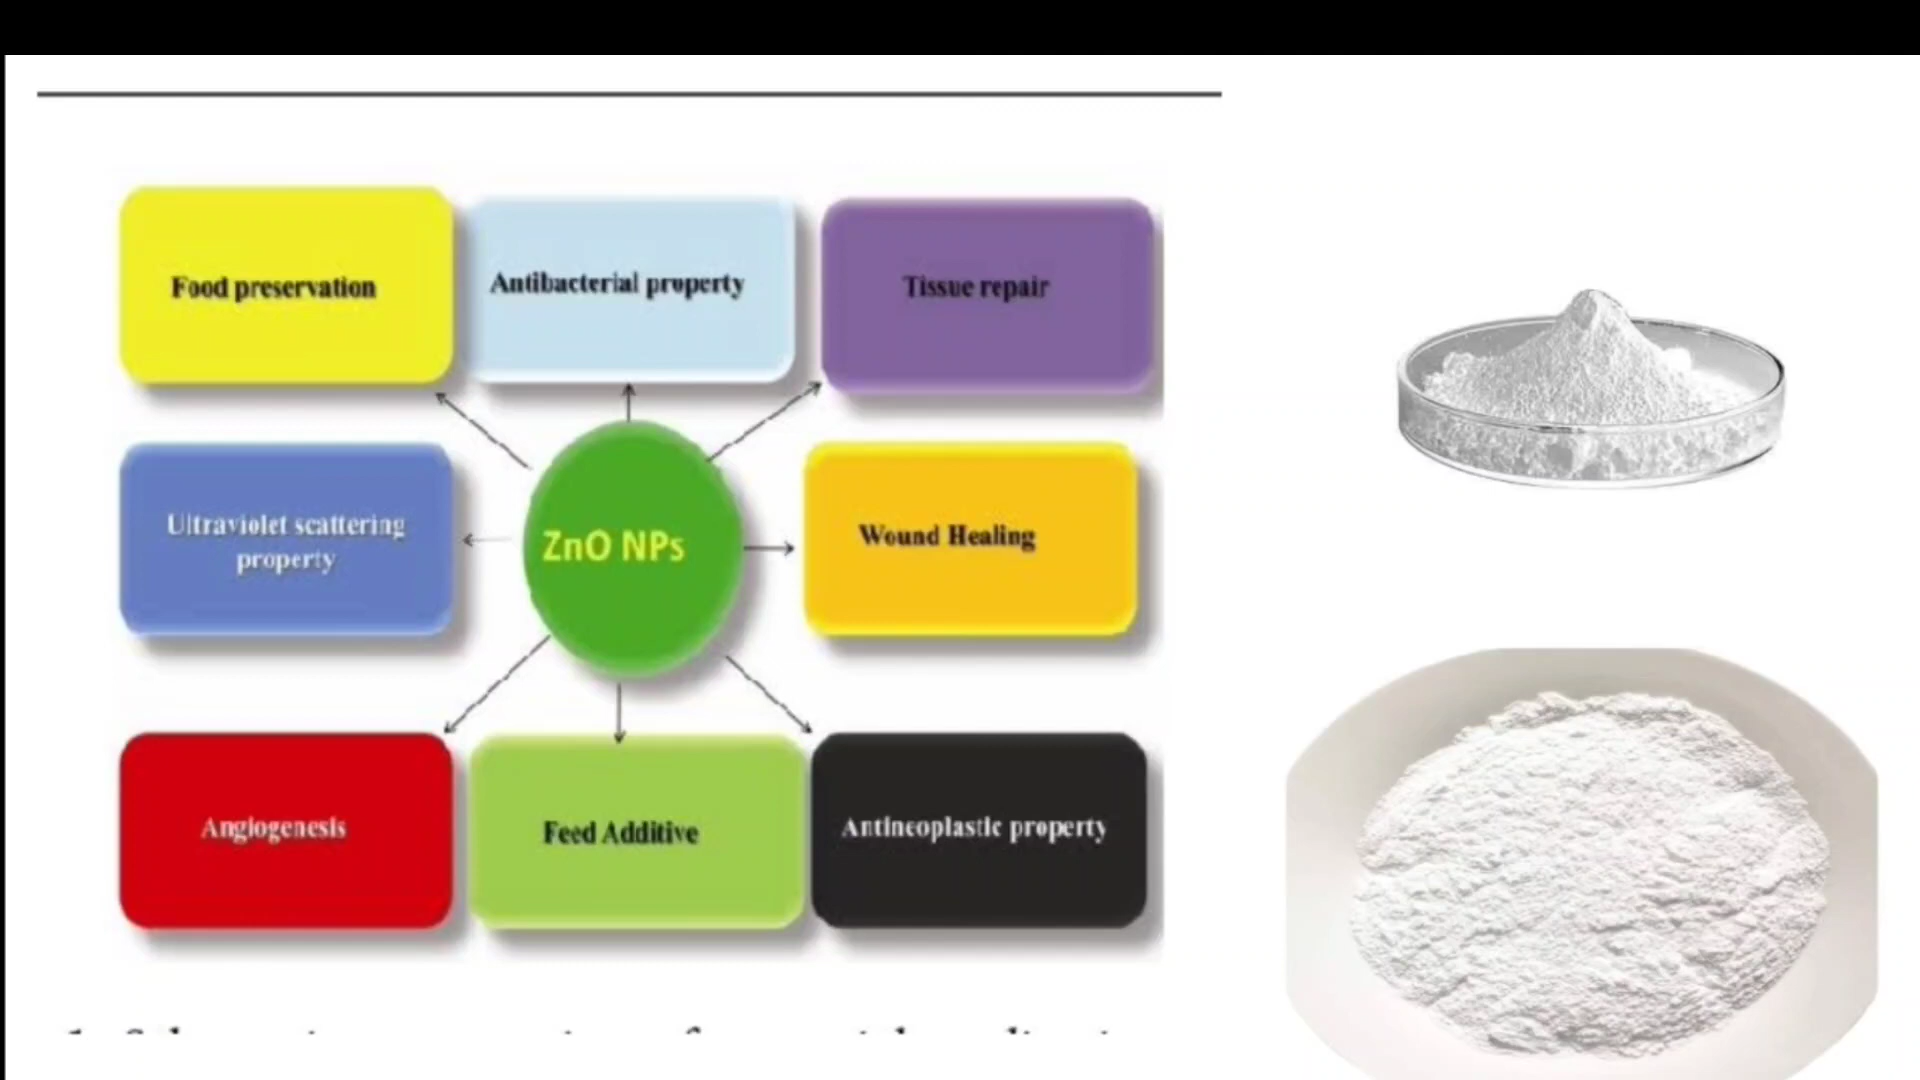 Food preservation
Antibacterial property
Tissue repair
Ultraviolet scattering
property
ZnO NPs
Wound Healing
Angiogenesis
Feed Additive
Antineoplastic property